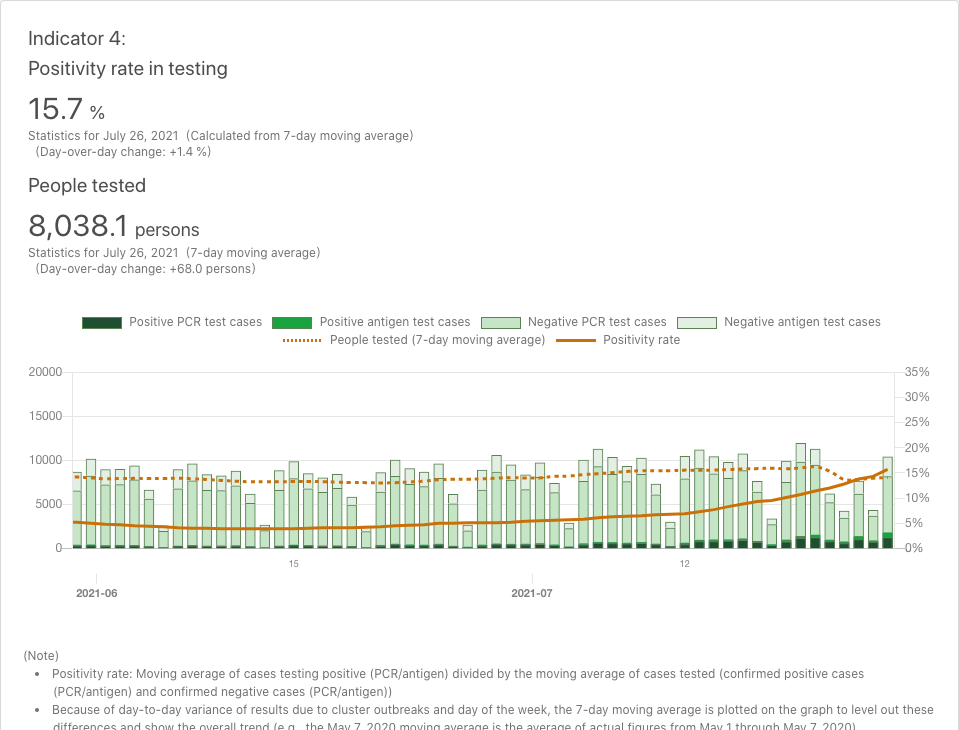 Indicator 4:
Positivity rate in testing
15.7 %
Statistics for July 26, 2021 (Calculated from 7-day moving average)
(Day-over-day change: +1.4 %)
People tested
8,038.1 persons
Statistics for July 26, 2021 (7-day moving average)
(Day-over-day change: +68.0 persons)
Positive PCR test cases Positive antigen test cases Negative PCR test cases Negative antigen test cases
People tested (7-day moving average) Positivity rate
20000 35%
30%
15000 25%
20%
10000 15%
10%
5000 5%
0 0%
15 12
2021-06 2021-07
(Note)
• Positivity rate: Moving average of cases testing positive (PCR/antigen) divided by the moving average of cases tested (confirmed positive cases
(PCR/antigen) and confirmed negative cases (PCR/antigen))
• Because of day-to-day variance of results due to cluster outbreaks and day of the week, the 7-day moving average is plotted on the graph to level out these
differences and show the overall trend (e.g., the May 7, 2020 moving average is the average of actual figures from May 1 through May 7, 2020)